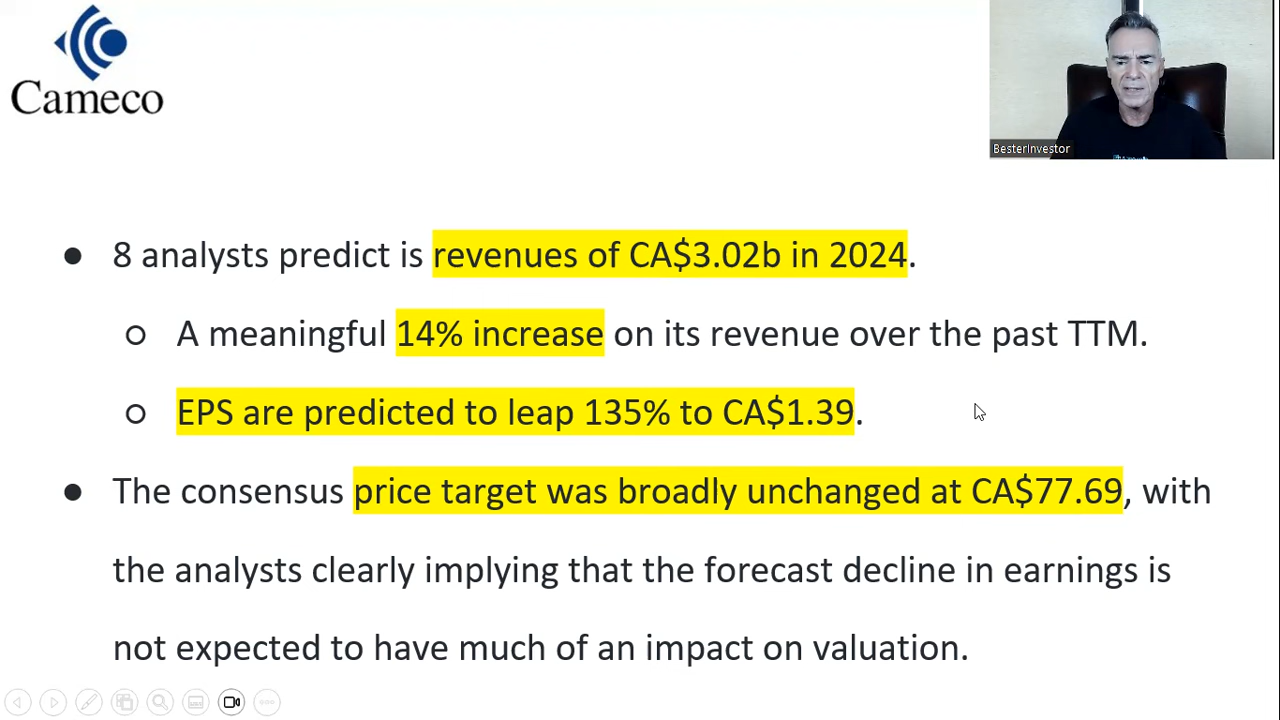 Cameco
BesterInvestor
● 8 analysts predict is revenues of CA$3.02b in 2024.
○ A meaningful 14% increase on its revenue over the past TTM.
○ EPS are predicted to leap 135% to CA$1.39.
● The consensus price target was broadly unchanged at CA$77.69, with
the analysts clearly implying that the forecast decline in earnings is
not expected to have much of an impact on valuation.